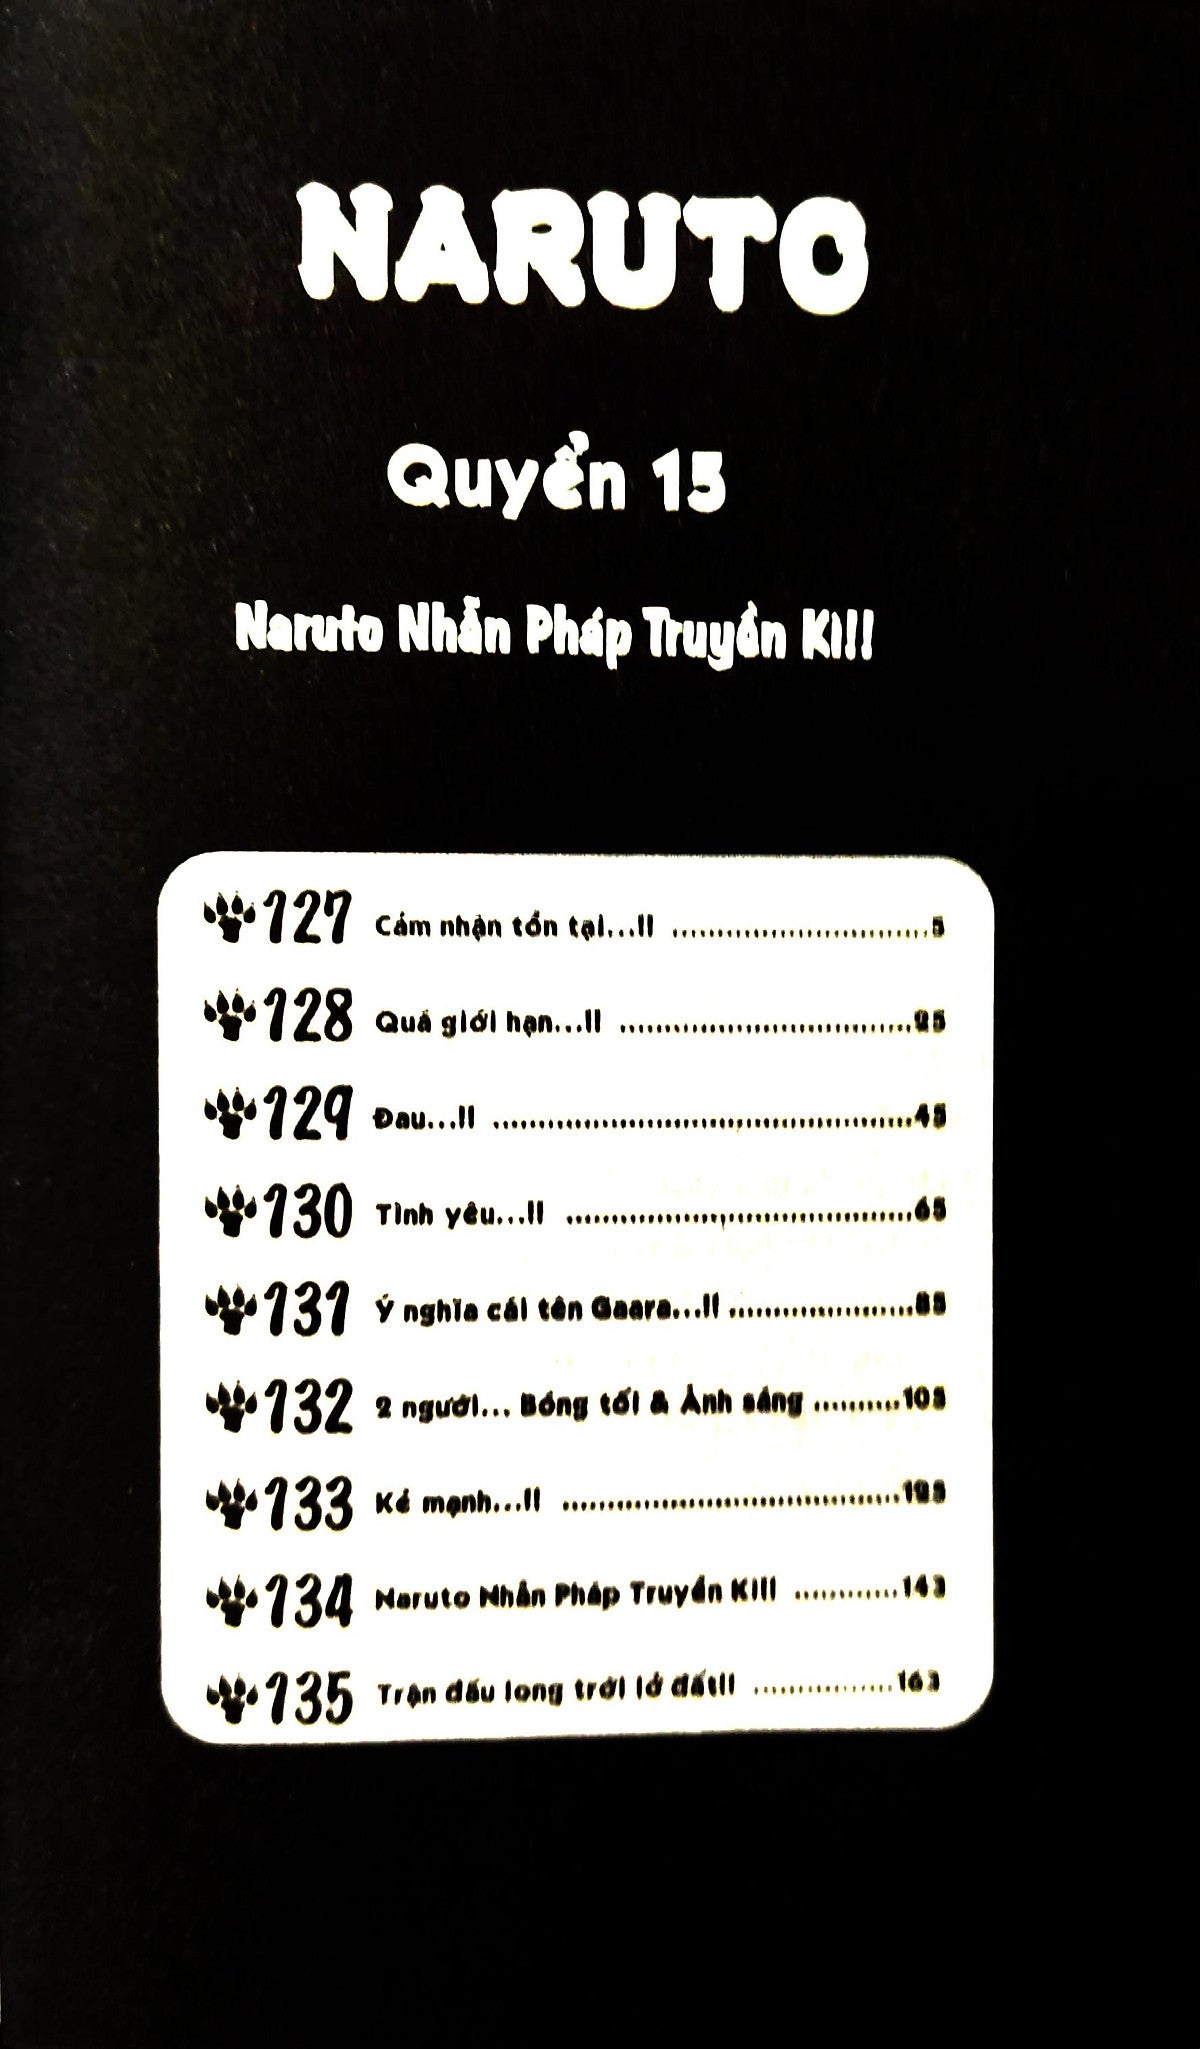 NARUTO
Quyển 15
Naruto Nhẫn Pháp Truyền Kì!!
127 Cảm nhận tồn tại...!! ............................5
128 Quá giới hạn...!! ................................25
129 Đau...!! ..............................................45
130 Tình yêu...!! ......................................65
131 Ý nghĩa cái tên Gaara...!! .....................85
132 2 người... Bóng tối & Ánh sáng ..........105
133 Kẻ mạnh...!! .....................................125
134 Naruto Nhẫn Pháp Truyền Kì!! ............143
135 Trận đấu long trời lở đất!! ................163